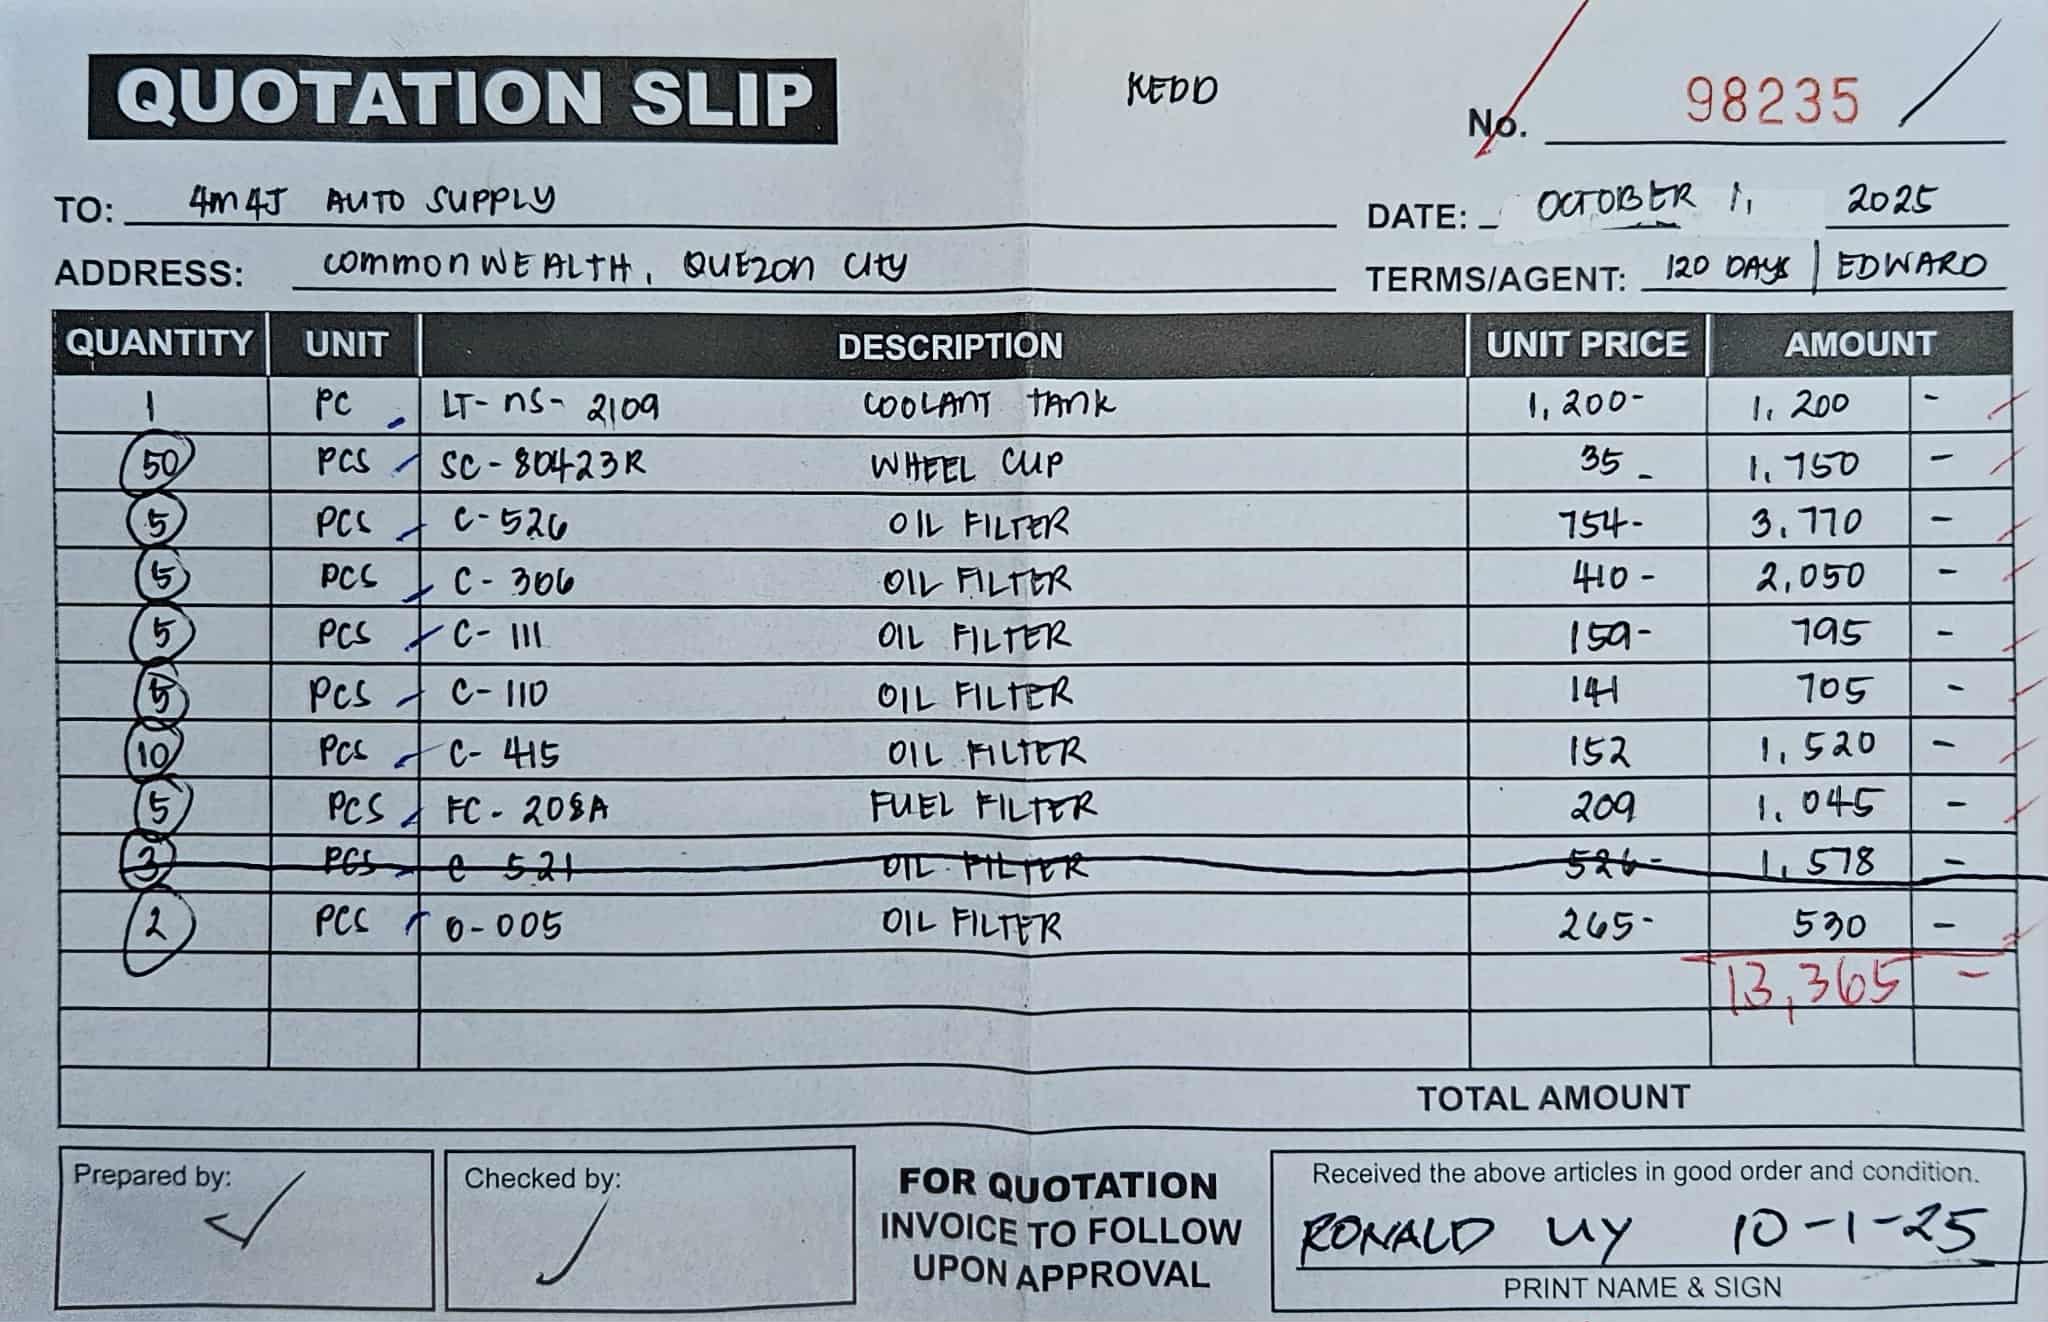 QUOTATION SLIP KEDD No. 98235
TO: 4M4J AUTO SUPPLY DATE: OCTOBER 1, 2025
ADDRESS: COMMONWEALTH, QUEZON CITY TERMS/AGENT: 120 DAYS | EDWARD
QUANTITY UNIT DESCRIPTION UNIT PRICE AMOUNT
1 PC LT-NS-2109 COOLANT TANK 1,200- 1,200 -
50 PCS SC-80423R WHEEL CUP 35- 1,750 -
5 PCS C-526 OIL FILTER 754- 3,770 -
5 PCS C-306 OIL FILTER 410- 2,050 -
5 PCS C-111 OIL FILTER 159- 795 -
5 PCS C-110 OIL FILTER 141 705 -
10 PCS C-415 OIL FILTER 152 1,520 -
5 PCS FC-208A FUEL FILTER 209 1,045 -
3 PCS C-521 OIL FILTER 526- 1,578 -
2 PCS O-005 OIL FILTER 265- 530 -
13,365 -
TOTAL AMOUNT
Prepared by: Checked by: FOR QUOTATION
INVOICE TO FOLLOW
UPON APPROVAL
Received the above articles in good order and condition.
RONALD UY 10-1-25
PRINT NAME & SIGN